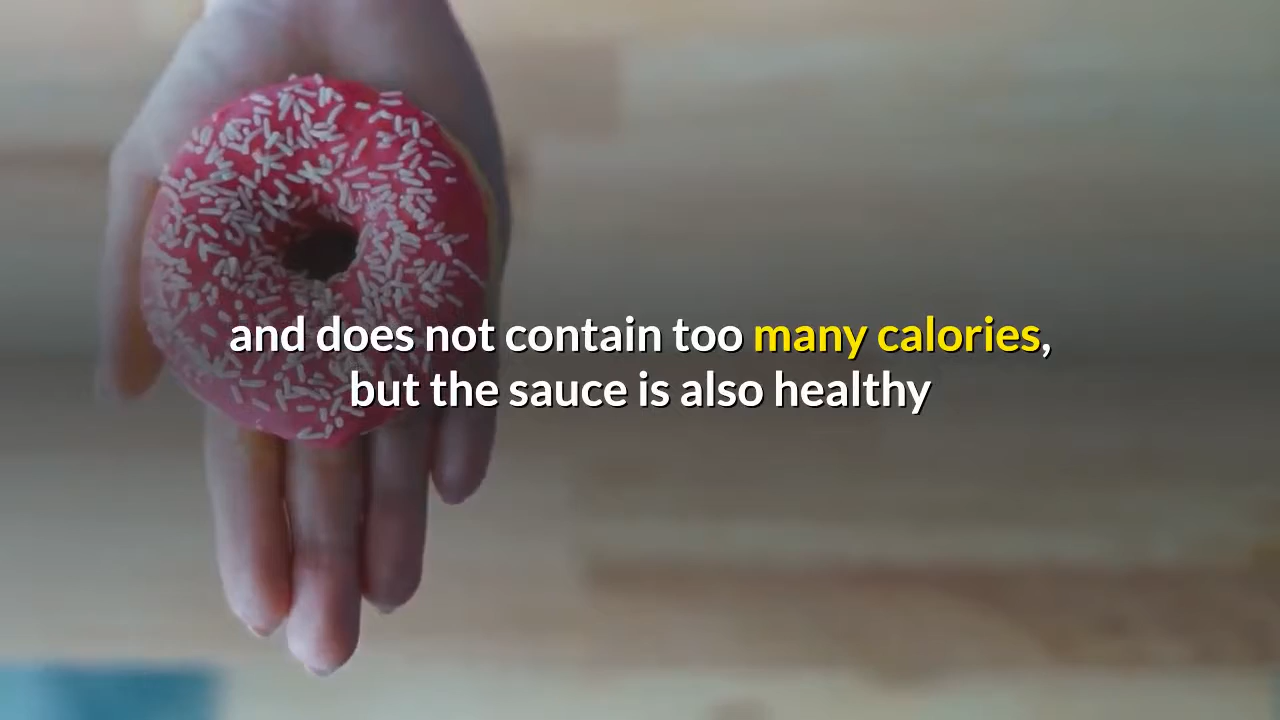 and does not contain too many calories,
but the sauce is also healthy